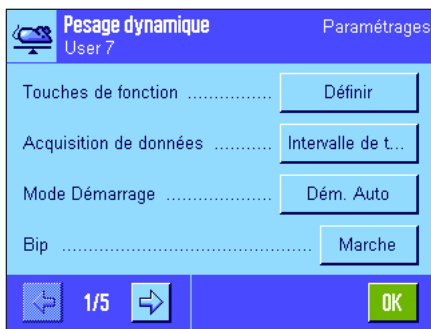 Pesage dynamique Paramétrages
User 7
Touches de fonction ................ Définir
Acquisition de données ........... Intervalle de t...
Mode Démarrage .................... Dém. Auto
Bip ............................................... Marche
1/5 OK